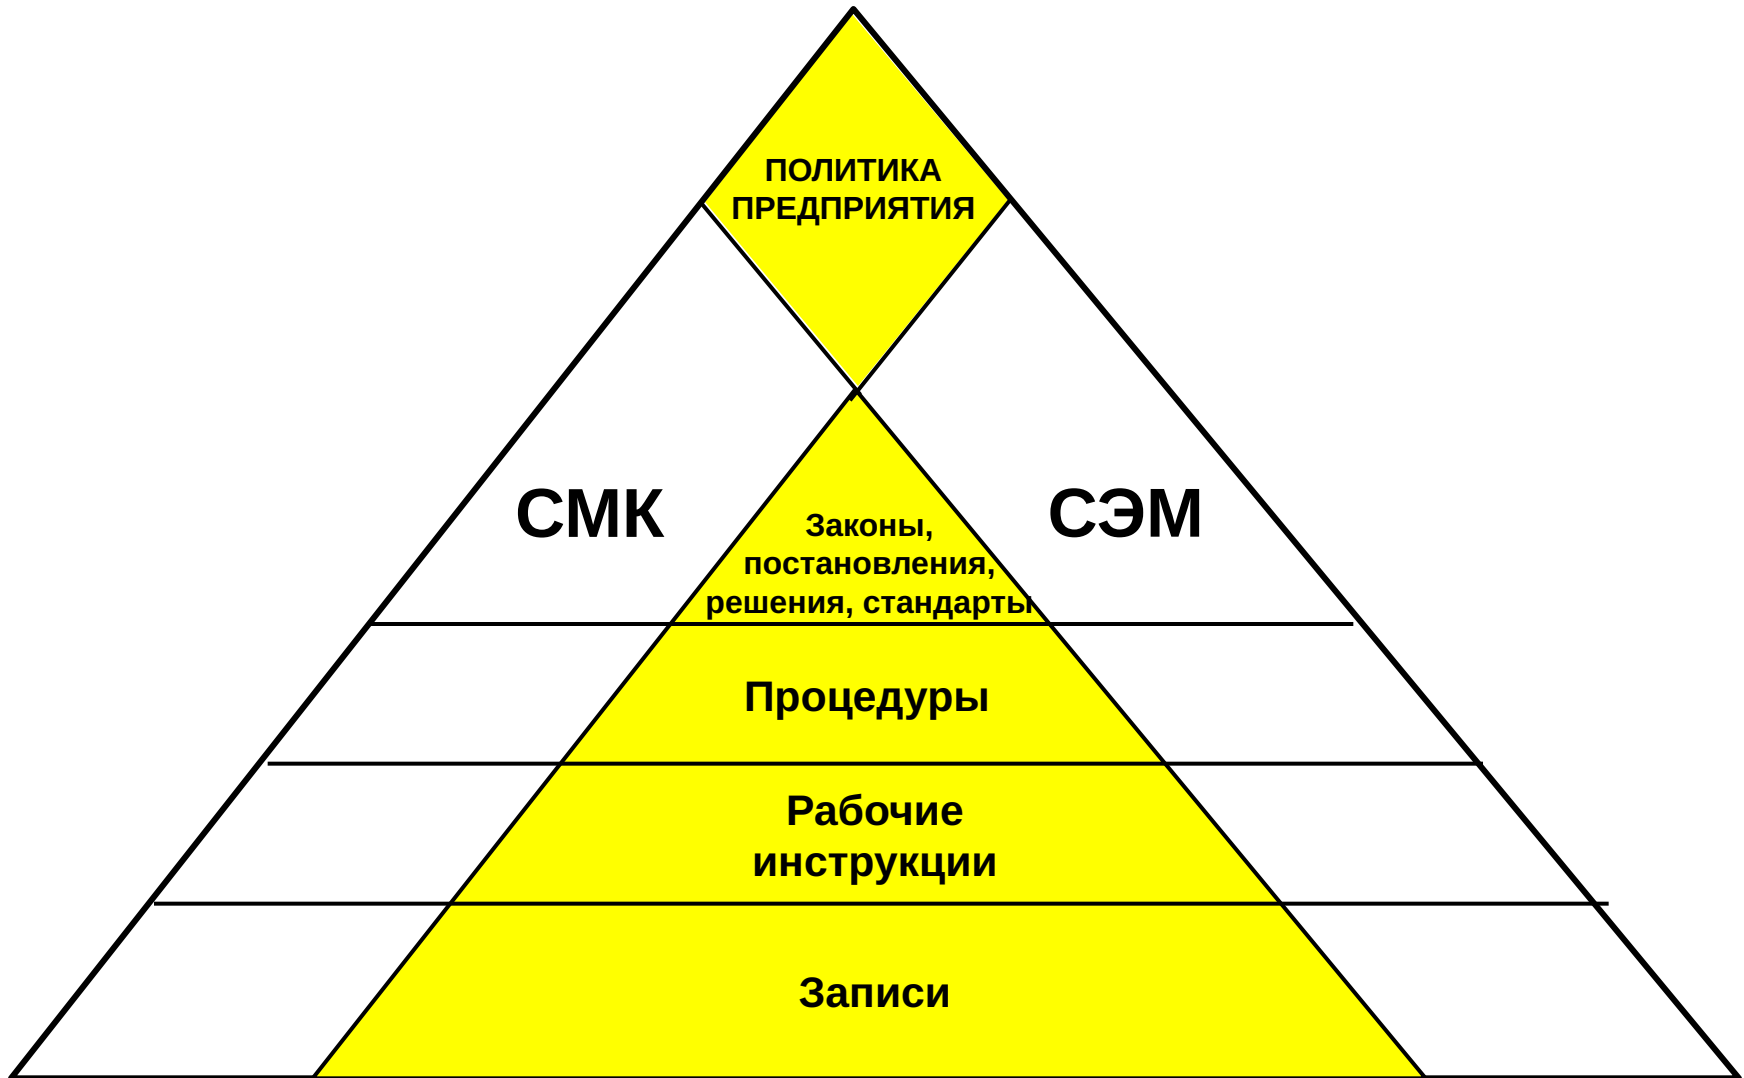 ПОЛИТИКА
ПРЕДПРИЯТИЯ
СМК
СЭМ
Законы,
постановления,
решения, стандарты
Процедуры
Рабочие
инструкции
Записи